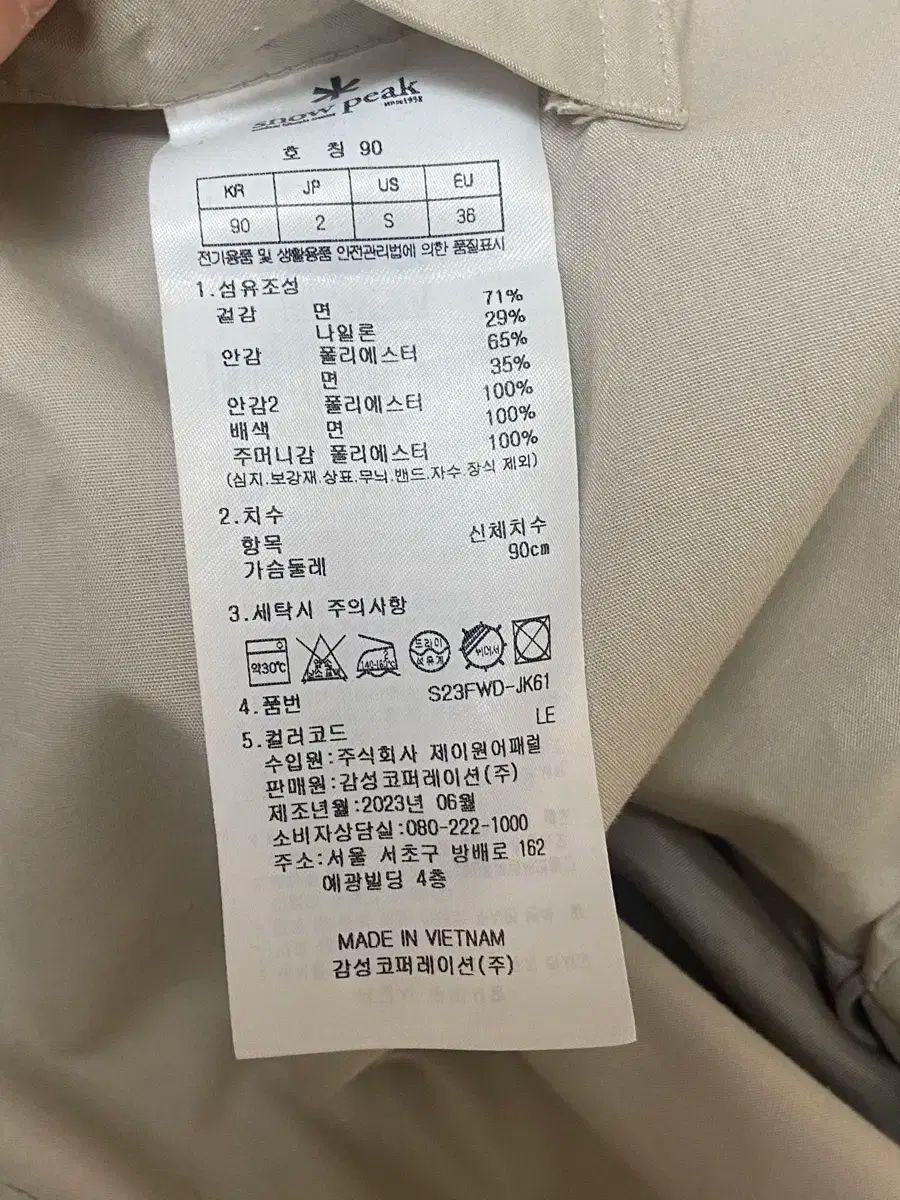 snow peak
since 1958
호 칭 90
KR JP US EU
90 2 S 36
전기용품 및 생활용품 안전관리법에 의한 품질표시
1.섬유조성
겉감 면 71%
나일론 29%
안감 폴리에스터 65%
면 35%
안감2 폴리에스터 100%
배색 면 100%
주머니감 폴리에스터 100%
(심지.보강재.상표.무늬.밴드.자수.장식 제외)
2.치수
항목 신체치수
가슴둘레 90cm
3.세탁시 주의사항
약30℃ 140~160℃ 드라이 석유계
4.품번 S23FWD-JK61
5.컬러코드 LE
수입원:주식회사 제이원어패럴
판매원:감성코퍼레이션(주)
제조년월:2023년 06월
소비자상담실:080-222-1000
주소:서울 서초구 방배로 162
예광빌딩 4층
MADE IN VIETNAM
감성코퍼레이션(주)